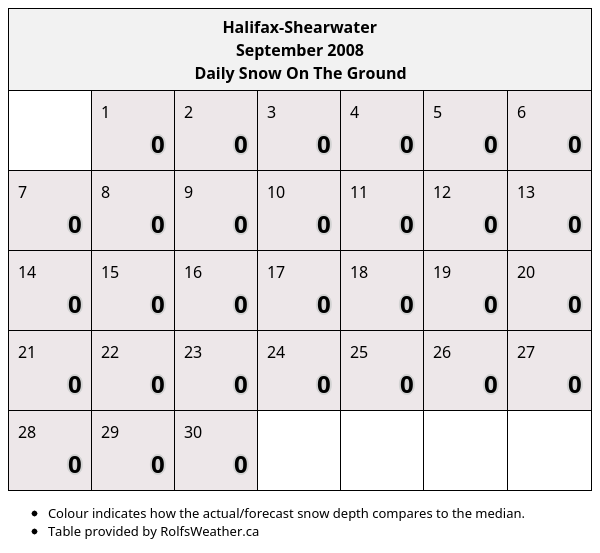 Halifax-Shearwater
September 2008
Daily Snow On The Ground
1 2 3 4 5 6
0 0 0 0 0 0
7 8 9 10 11 12 13
0 0 0 0 0 0 0
14 15 16 17 18 19 20
0 0 0 0 0 0 0
21 22 23 24 25 26 27
0 0 0 0 0 0 0
28 29 30
0 0 0
• Colour indicates how the actual/forecast snow depth compares to the median.
• Table provided by RolfsWeather.ca